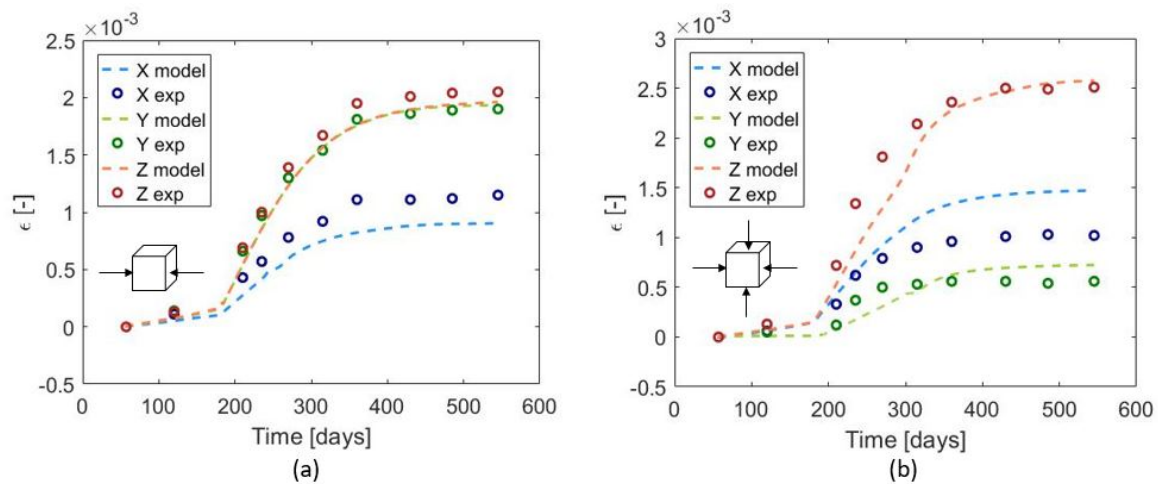 ×10⁻³
2.5
2
1.5
1
0.5
0
-0.5
ϵ [-]
X model
X exp
Y model
Y exp
Z model
Z exp
0 100 200 300 400 500 600
Time [days]
(a)
×10⁻³
3
2.5
2
1.5
1
0.5
0
-0.5
ϵ [-]
X model
X exp
Y model
Y exp
Z model
Z exp
0 100 200 300 400 500 600
Time [days]
(b)